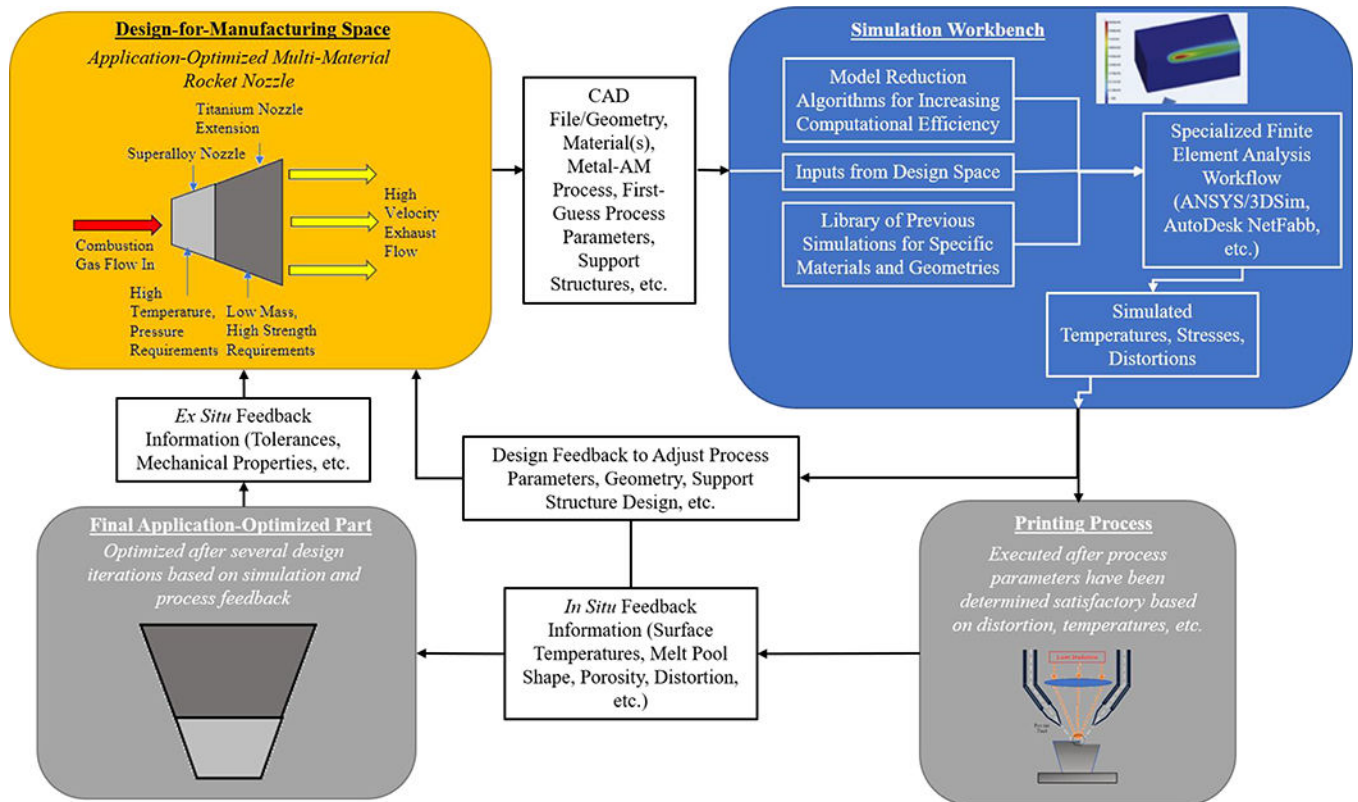 Design-for-Manufacturing Space
Application-Optimized Multi-Material
Rocket Nozzle
Titanium Nozzle
Extension
Superalloy Nozzle
Combustion
Gas Flow In
High
Velocity
Exhaust
Flow
High
Temperature,
Pressure
Requirements
Low Mass,
High Strength
Requirements
CAD
File/Geometry,
Material(s),
Metal-AM
Process, First-
Guess Process
Parameters,
Support
Structures, etc.
Simulation Workbench
Model Reduction
Algorithms for Increasing
Computational Efficiency
Inputs from Design Space
Library of Previous
Simulations for Specific
Materials and Geometries
Specialized Finite
Element Analysis
Workflow
(ANSYS/3DSim,
AutoDesk NetFabb,
etc.)
Simulated
Temperatures, Stresses,
Distortions
Ex Situ Feedback
Information (Tolerances,
Mechanical Properties, etc.
Design Feedback to Adjust Process
Parameters, Geometry, Support
Structure Design, etc.
Final Application-Optimized Part
Optimized after several design
iterations based on simulation and
process feedback
In Situ Feedback
Information (Surface
Temperatures, Melt Pool
Shape, Porosity, Distortion,
etc.)
Printing Process
Executed after process
parameters have been
determined satisfactory based
on distortion, temperatures, etc.